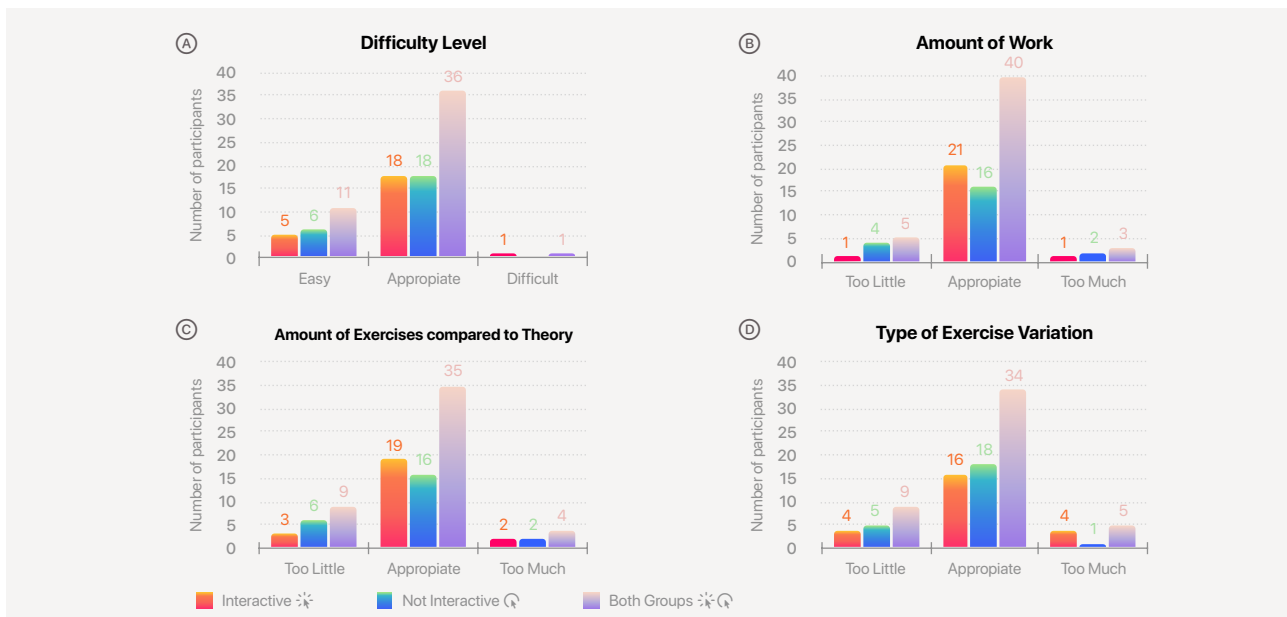 A Difficulty Level
Number of participants
40
35
30
25
20
15
10
5
0
5 6 11
18 18 36
1 1
Easy Appropiate Difficult
B Amount of Work
Number of participants
40
35
30
25
20
15
10
5
0
1 4 5
21 16 40
1 2 3
Too Little Appropiate Too Much
C Amount of Exercises compared to Theory
Number of participants
40
35
30
25
20
15
10
5
0
3 6 9
19 16 35
2 2 4
Too Little Appropiate Too Much
D Type of Exercise Variation
Number of participants
40
35
30
25
20
15
10
5
0
4 5 9
16 18 34
4 1 5
Too Little Appropiate Too Much
Interactive Not Interactive Both Groups